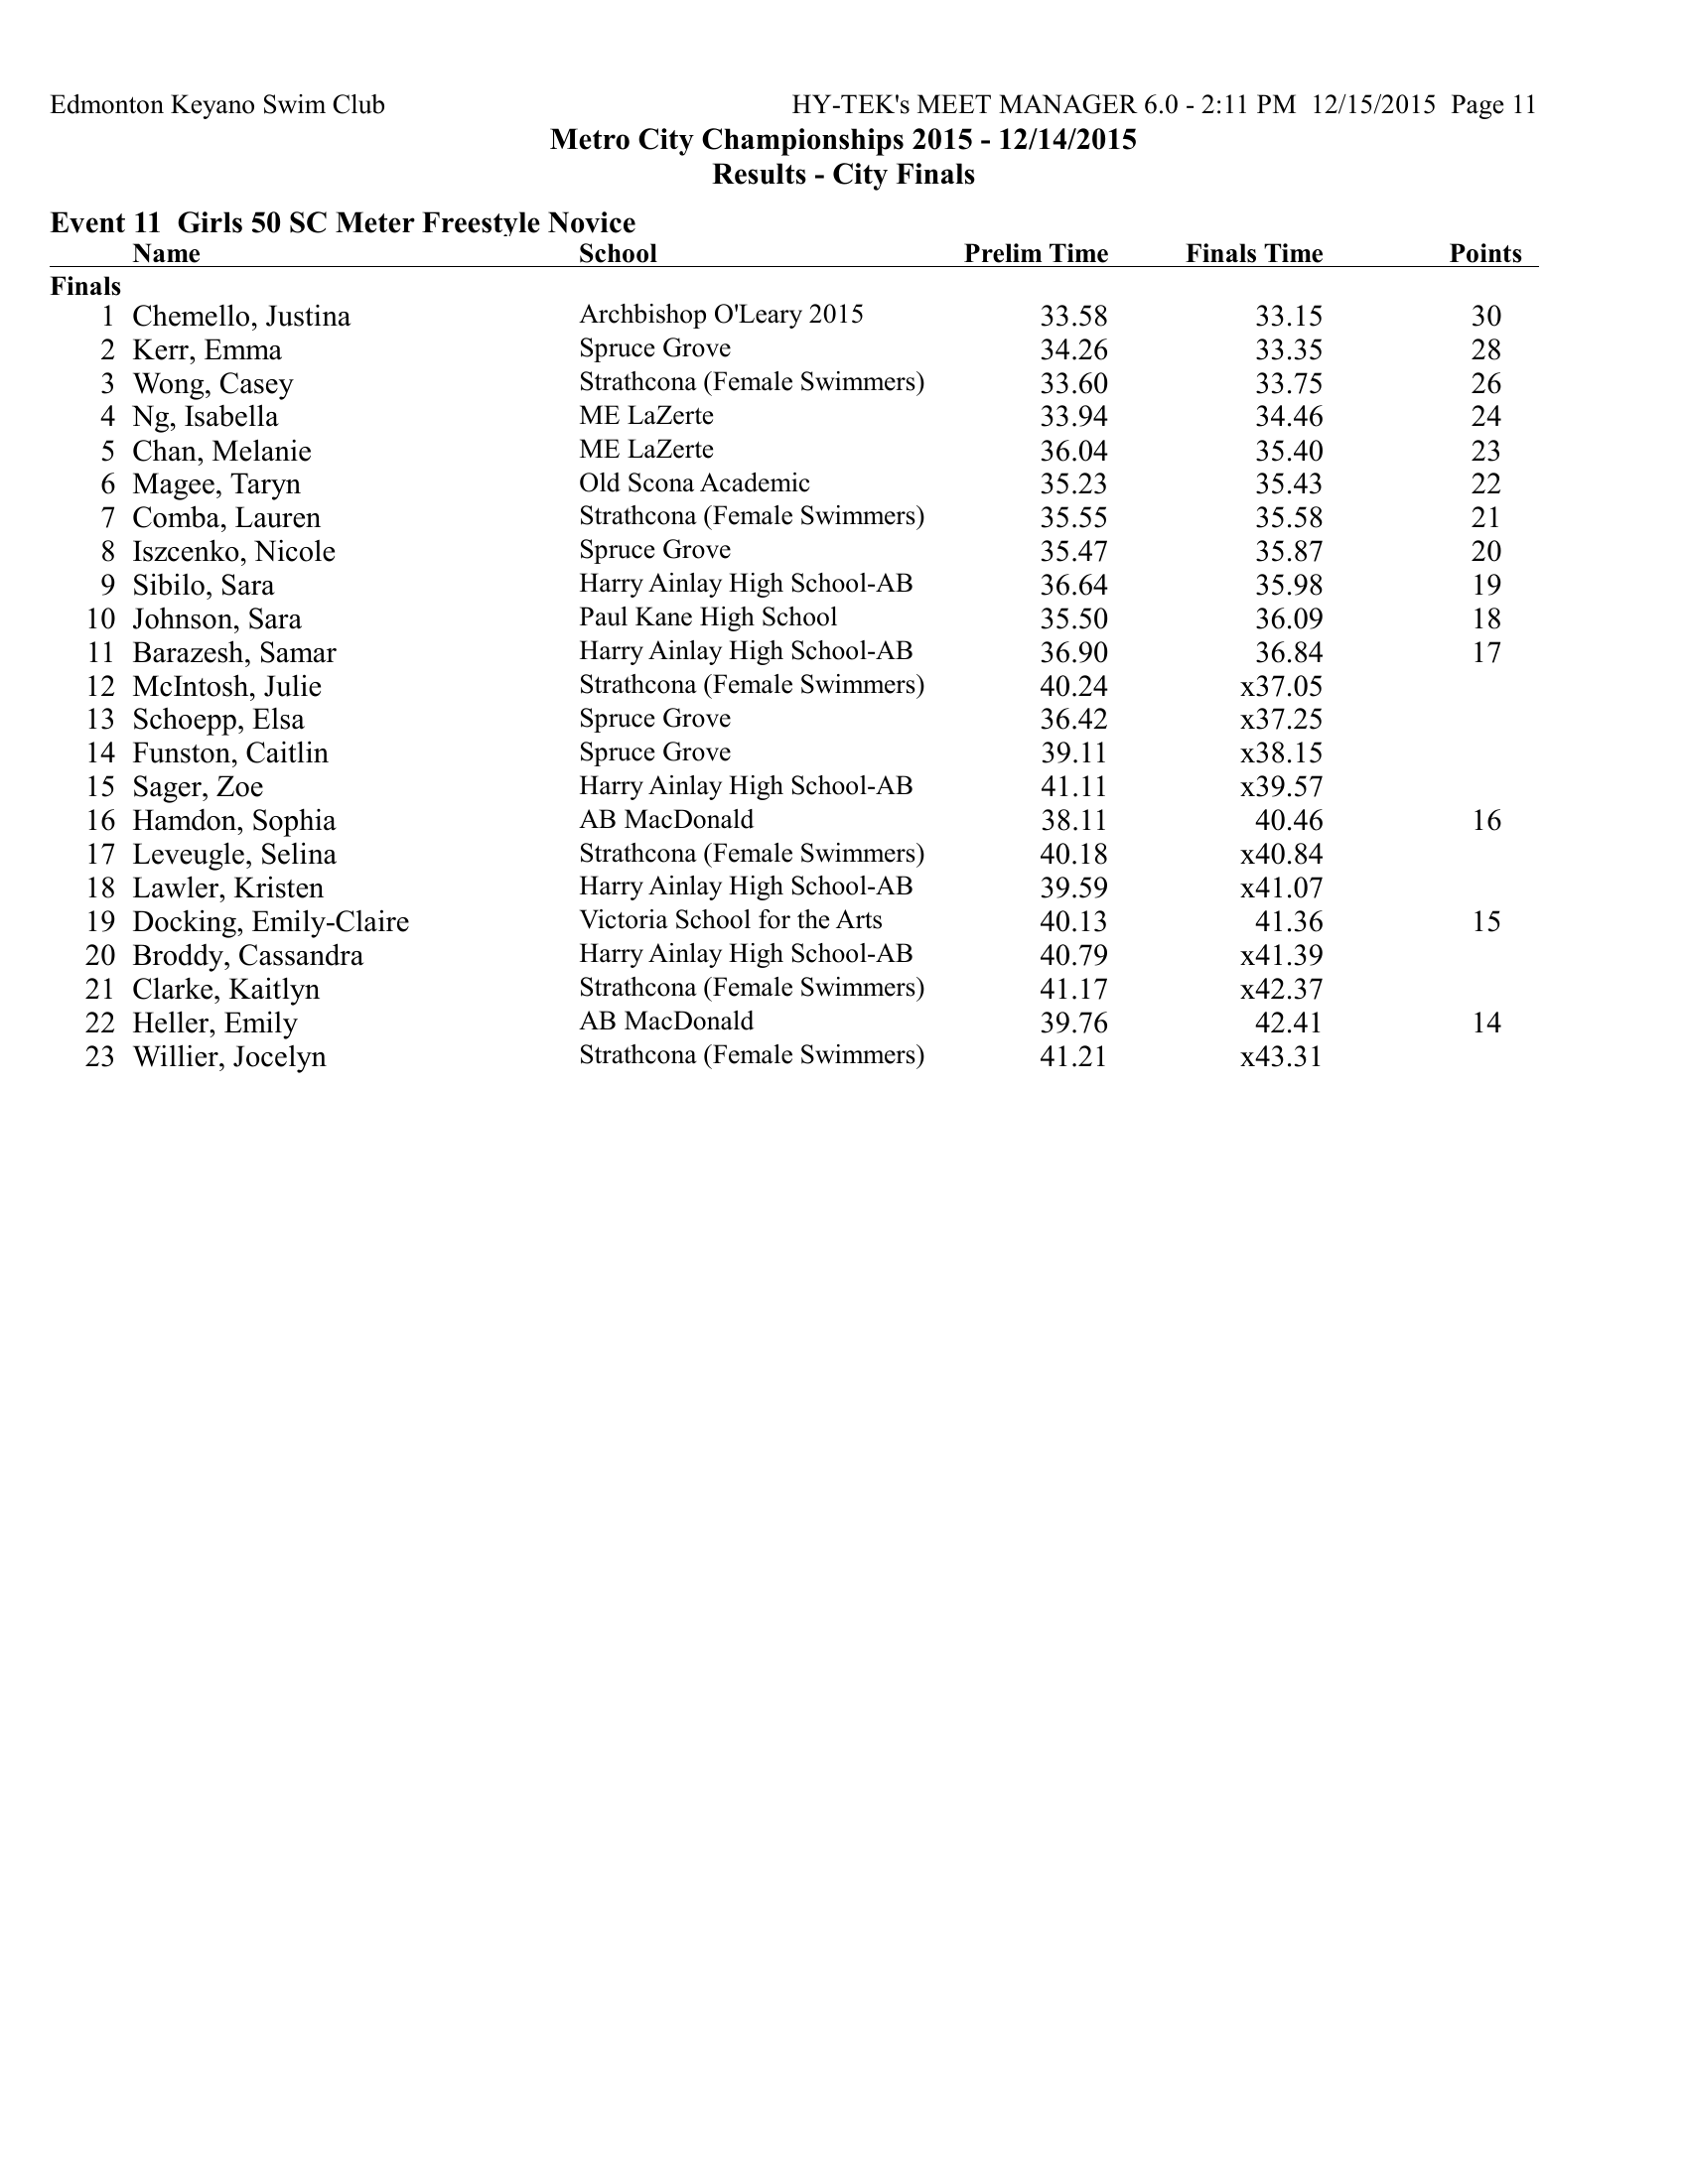 Edmonton Keyano Swim Club HY-TEK's MEET MANAGER 6.0 - 2:11 PM 12/15/2015 Page 11
Metro City Championships 2015 - 12/14/2015
Results - City Finals
Event 11 Girls 50 SC Meter Freestyle Novice
Name School Prelim Time Finals Time Points
Finals
1 Chemello, Justina Archbishop O'Leary 2015 33.58 33.15 30
2 Kerr, Emma Spruce Grove 34.26 33.35 28
3 Wong, Casey Strathcona (Female Swimmers) 33.60 33.75 26
4 Ng, Isabella ME LaZerte 33.94 34.46 24
5 Chan, Melanie ME LaZerte 36.04 35.40 23
6 Magee, Taryn Old Scona Academic 35.23 35.43 22
7 Comba, Lauren Strathcona (Female Swimmers) 35.55 35.58 21
8 Iszcenko, Nicole Spruce Grove 35.47 35.87 20
9 Sibilo, Sara Harry Ainlay High School-AB 36.64 35.98 19
10 Johnson, Sara Paul Kane High School 35.50 36.09 18
11 Barazesh, Samar Harry Ainlay High School-AB 36.90 36.84 17
12 McIntosh, Julie Strathcona (Female Swimmers) 40.24 x37.05
13 Schoepp, Elsa Spruce Grove 36.42 x37.25
14 Funston, Caitlin Spruce Grove 39.11 x38.15
15 Sager, Zoe Harry Ainlay High School-AB 41.11 x39.57
16 Hamdon, Sophia AB MacDonald 38.11 40.46 16
17 Leveugle, Selina Strathcona (Female Swimmers) 40.18 x40.84
18 Lawler, Kristen Harry Ainlay High School-AB 39.59 x41.07
19 Docking, Emily-Claire Victoria School for the Arts 40.13 41.36 15
20 Broddy, Cassandra Harry Ainlay High School-AB 40.79 x41.39
21 Clarke, Kaitlyn Strathcona (Female Swimmers) 41.17 x42.37
22 Heller, Emily AB MacDonald 39.76 42.41 14
23 Willier, Jocelyn Strathcona (Female Swimmers) 41.21 x43.31